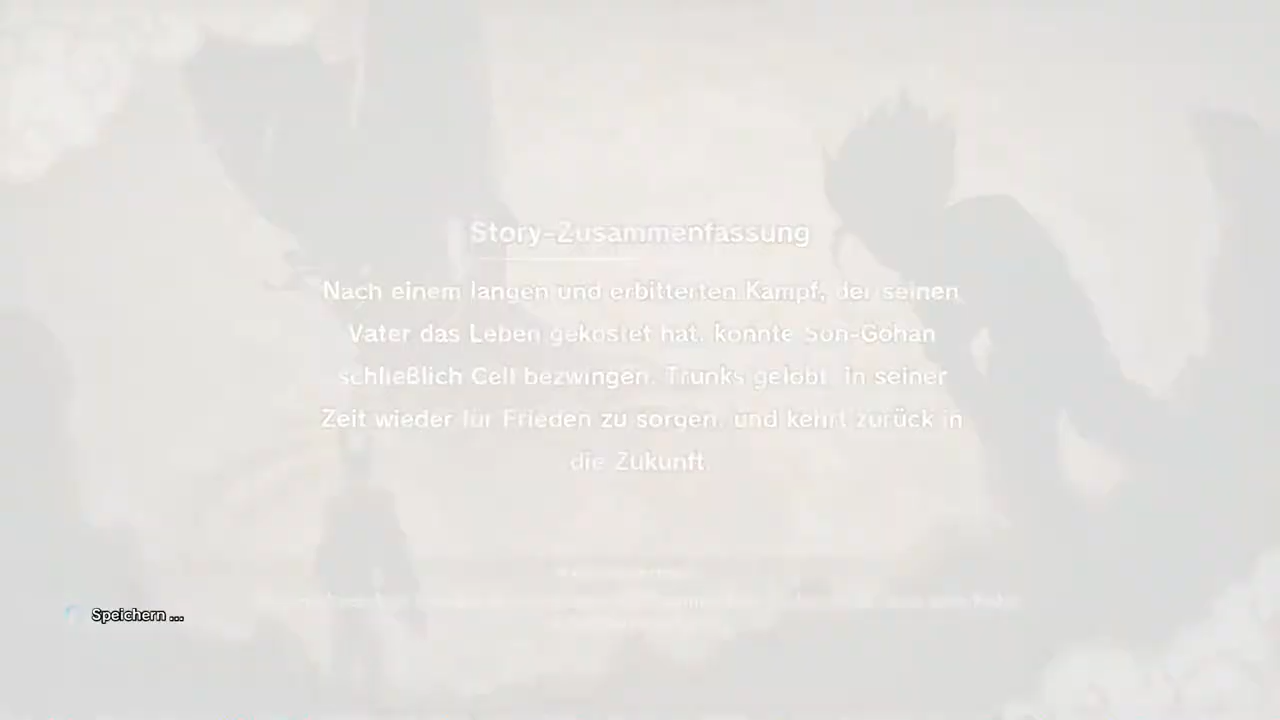 Story-Zusammenfassung
Nach einem langen und erbitterten Kampf, der seinen
Vater das Leben gekostet hat, konnte Son-Gohan
schließlich Cell bezwingen. Trunks gelobt, in seiner
Zeit wieder für Frieden zu sorgen, und kehrt zurück in
die Zukunft.
Speichern ...